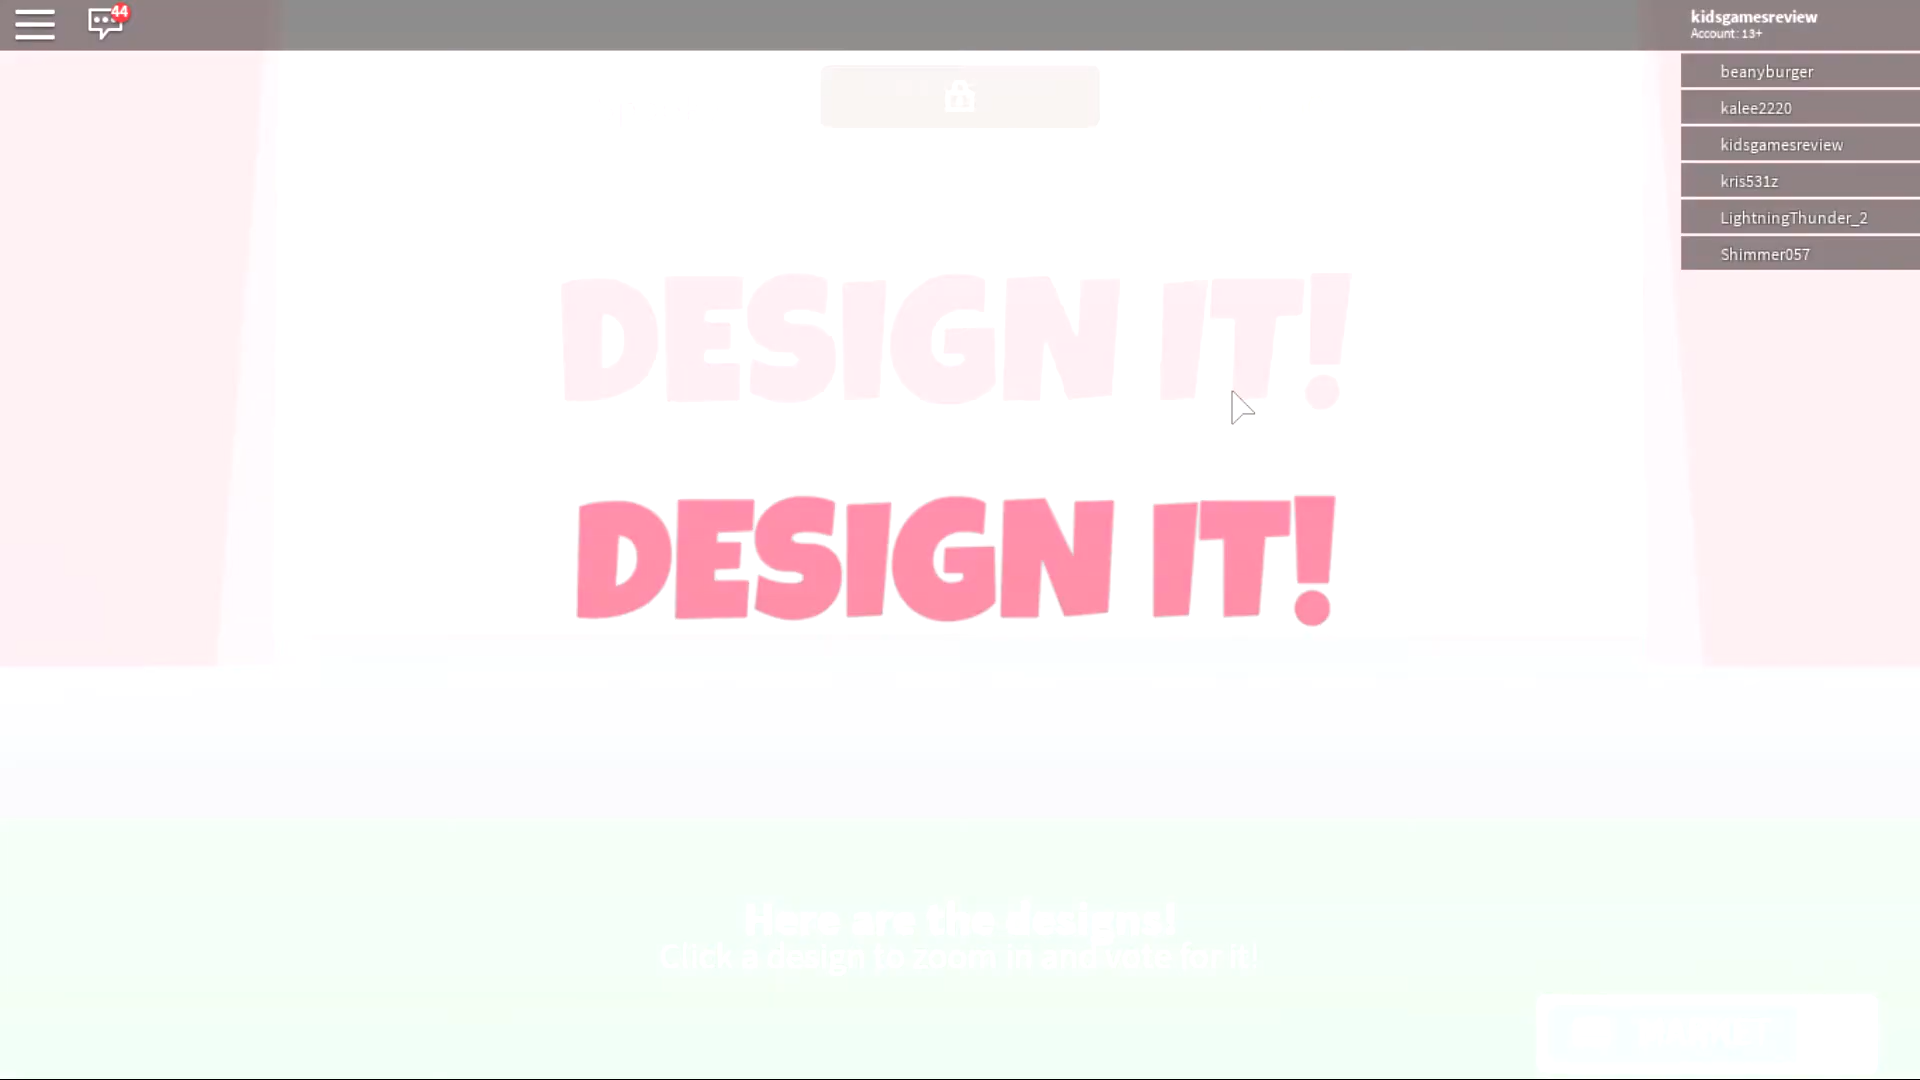 44
kidsgamesreview
Account: 13+
beanyburger
kalee2220
kidsgamesreview
kris531z
LightningThunder_2
Shimmer057
DESIGN IT!
DESIGN IT!
Here are the designs!
Click a design to zoom in and vote for it!